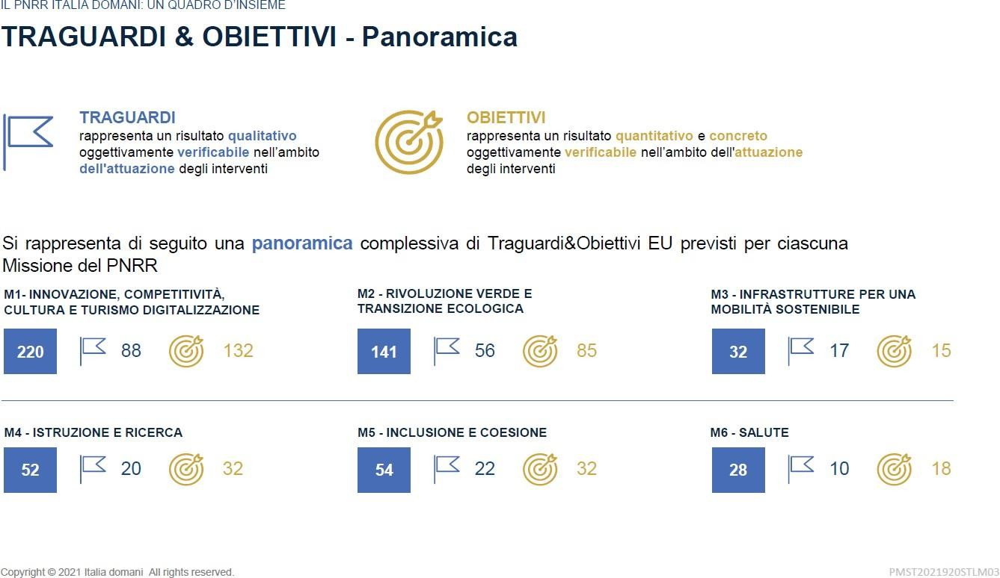 IL PNRR ITALIA DOMANI: UN QUADRO D'INSIEME
TRAGUARDI & OBIETTIVI - Panoramica
TRAGUARDI
rappresenta un risultato qualitativo
oggettivamente verificabile nell'ambito
dell'attuazione degli interventi
OBIETTIVI
rappresenta un risultato quantitativo e concreto
oggettivamente verificabile nell'ambito dell'attuazione
degli interventi
Si rappresenta di seguito una panoramica complessiva di Traguardi&Obiettivi EU previsti per ciascuna
Missione del PNRR
M1- INNOVAZIONE, COMPETITIVITÀ,
CULTURA E TURISMO DIGITALIZZAZIONE
220 88 132
M2 - RIVOLUZIONE VERDE E
TRANSIZIONE ECOLOGICA
141 56 85
M3 - INFRASTRUTTURE PER UNA
MOBILITÀ SOSTENIBILE
32 17 15
M4 - ISTRUZIONE E RICERCA
52 20 32
M5 - INCLUSIONE E COESIONE
54 22 32
M6 - SALUTE
28 10 18
Copyright © 2021 Italia domani All rights reserved.
PMST2021920STLM03